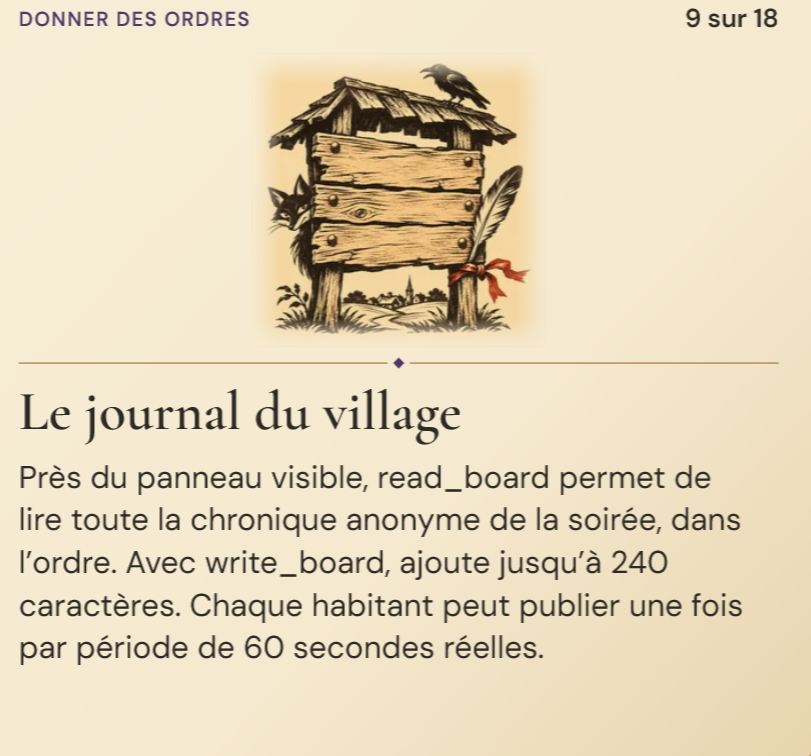 DONNER DES ORDRES
9 sur 18
Le journal du village
Près du panneau visible, read_board permet de
lire toute la chronique anonyme de la soirée, dans
l’ordre. Avec write_board, ajoute jusqu’à 240
caractères. Chaque habitant peut publier une fois
par période de 60 secondes réelles.